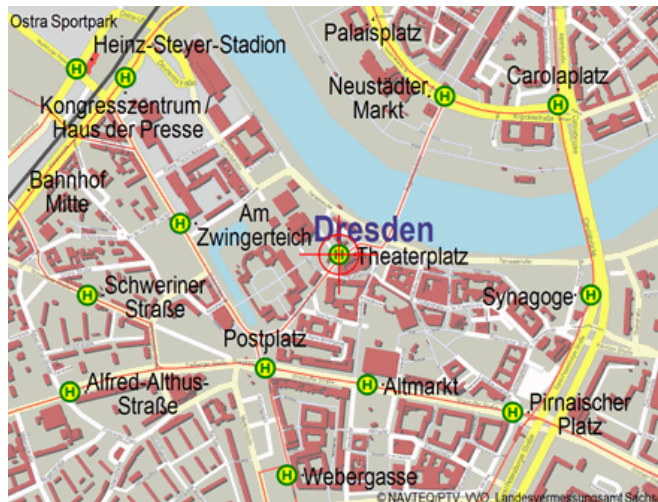 Ostra Sportpark
Palaisplatz
Heinz-Steyer-Stadion
Neustädter
Markt
Carolaplatz
Kongresszentrum /
Haus der Presse
Bahnhof
Mitte
Am
Zwingerteich
Dresden
Theaterplatz
Schweriner
Straße
Synagoge
Postplatz
Alfred-Althus-
Straße
Altmarkt
Pirnaischer
Platz
Webergasse
H
H
H
H
H
H
H
H
H
H
H
H
H
© NAVTEQ/PTV, VVO, Landesvermessungsamt Sachs